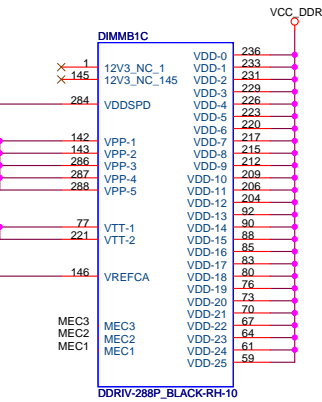 VCC_DDR
DIMMB1C
1 12V3_NC_1
145 12V3_NC_145
284 VDDSPD
142 VPP-1
143 VPP-2
286 VPP-3
287 VPP-4
288 VPP-5
77 VTT-1
221 VTT-2
146 VREFCA
MEC3 MEC3
MEC2 MEC2
MEC1 MEC1
VDD-0 236
VDD-1 233
VDD-2 231
VDD-3 229
VDD-4 226
VDD-5 223
VDD-6 220
VDD-7 217
VDD-8 215
VDD-9 212
VDD-10 209
VDD-11 206
VDD-12 204
VDD-13 92
VDD-14 90
VDD-15 88
VDD-16 85
VDD-17 83
VDD-18 80
VDD-19 76
VDD-20 73
VDD-21 70
VDD-22 67
VDD-23 64
VDD-24 61
VDD-25 59
DDRIV-288P_BLACK-RH-10